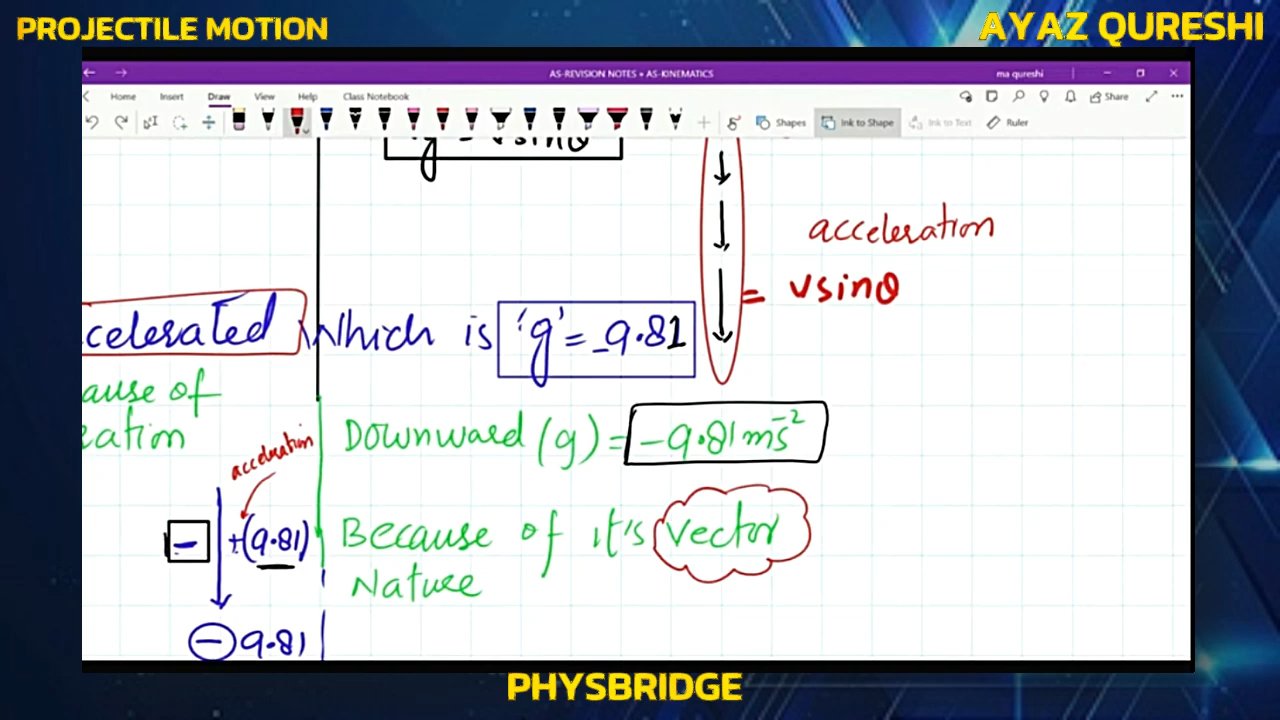 PROJECTILE MOTION
AYAZ QURESHI
AS-REVISION NOTES + AS-KINEMATICS
ma qureshi
Home Insert Draw View Help Class Notebook
Share
Shapes
Ink to Shape
Ink to Text
Ruler
= vsinθ
acceleration
= vsinθ
celerated Which is 'g' = -9.81
ause of
ration
Downward (g) = -9.81ms⁻²
acceleration
- +(9.81)
Because of it's vector
Nature
- 9.81
PHYSBRIDGE